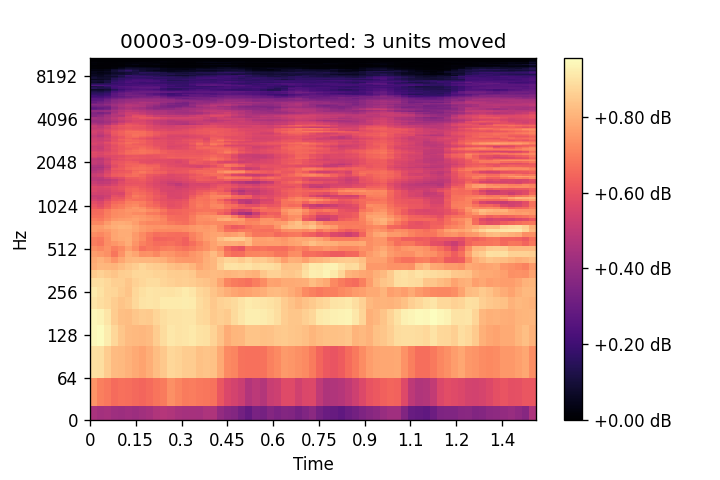 00003-09-09-Distorted: 3 units moved
8192
4096
2048
1024
512
256
128
64
0
Hz
0 0.15 0.3 0.45 0.6 0.75 0.9 1.1 1.2 1.4
Time
+0.80 dB
+0.60 dB
+0.40 dB
+0.20 dB
+0.00 dB